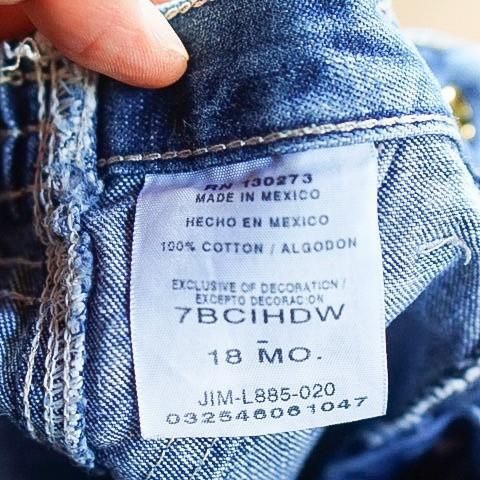 RN 130273
MADE IN MEXICO
HECHO EN MEXICO
100% COTTON / ALGODON
EXCLUSIVE OF DECORATION /
EXCEPTO DECORACION
7BCIHDW
–
18 MO.
JIM-L885-020
032546061047